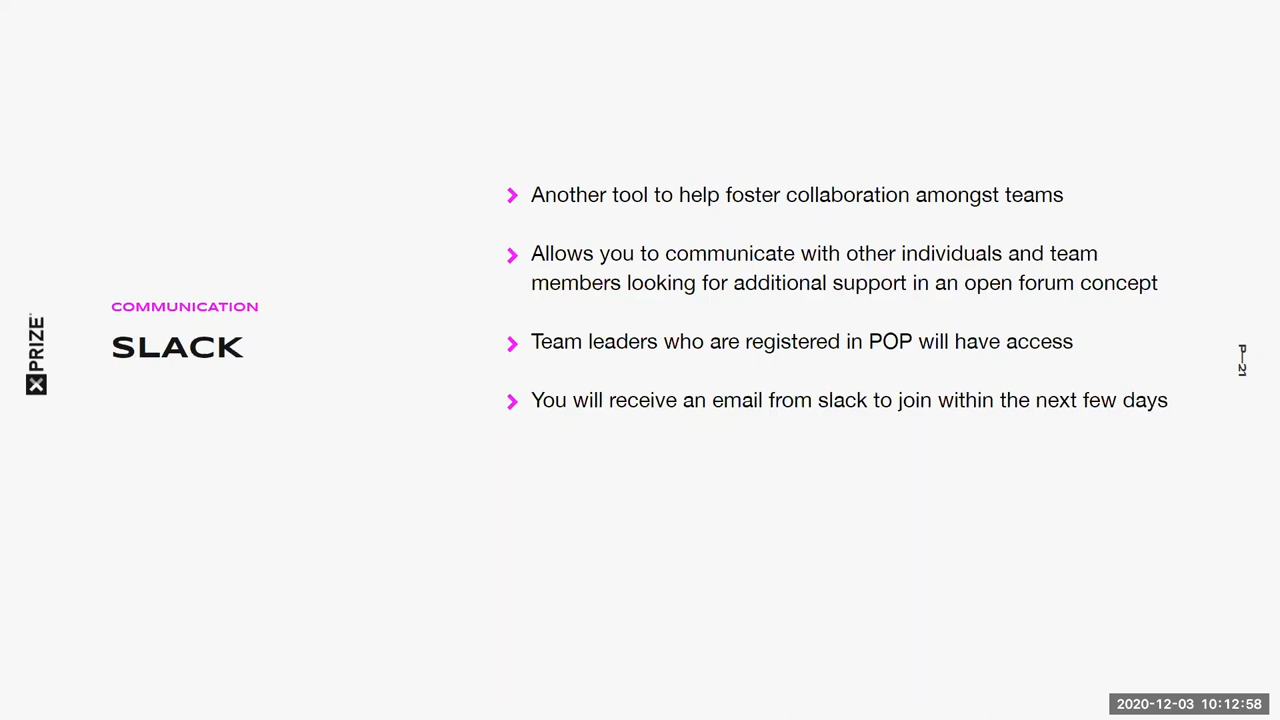 XPRIZE
COMMUNICATION
SLACK
Another tool to help foster collaboration amongst teams
Allows you to communicate with other individuals and team
members looking for additional support in an open forum concept
Team leaders who are registered in POP will have access
You will receive an email from slack to join within the next few days
P—21
2020-12-03 10:12:58